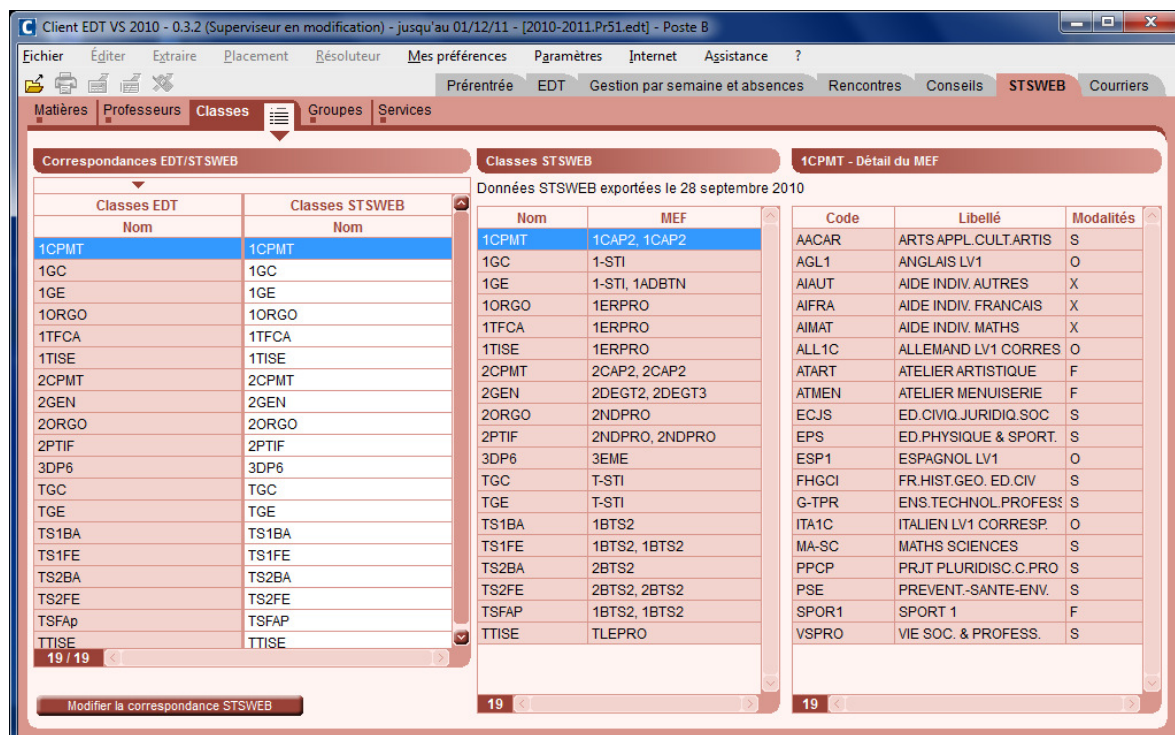 Client EDT VS 2010 - 0.3.2 (Superviseur en modification) - jusqu'au 01/12/11 - [2010-2011.Pr51.edt] - Poste B
Fichier Éditer Extraire Placement Résoluteur Mes préférences Paramètres Internet Assistance ?
Prérentrée EDT Gestion par semaine et absences Rencontres Conseils STSWEB Courriers
Matières Professeurs Classes Groupes Services
Correspondances EDT/STSWEB
Classes EDT Classes STSWEB
Nom Nom
1CPMT 1CPMT
1GC 1GC
1GE 1GE
1ORGO 1ORGO
1TFCA 1TFCA
1TISE 1TISE
2CPMT 2CPMT
2GEN 2GEN
2ORGO 2ORGO
2PTIF 2PTIF
3DP6 3DP6
TGC TGC
TGE TGE
TS1BA TS1BA
TS1FE TS1FE
TS2BA TS2BA
TS2FE TS2FE
TSFAp TSFAP
TTISE TTISE
19 / 19
Modifier la correspondance STSWEB
Classes STSWEB
Données STSWEB exportées le 28 septembre 2010
Nom MEF
1CPMT 1CAP2, 1CAP2
1GC 1-STI
1GE 1-STI, 1ADBTN
1ORGO 1ERPRO
1TFCA 1ERPRO
1TISE 1ERPRO
2CPMT 2CAP2, 2CAP2
2GEN 2DEGT2, 2DEGT3
2ORGO 2NDPRO
2PTIF 2NDPRO, 2NDPRO
3DP6 3EME
TGC T-STI
TGE T-STI
TS1BA 1BTS2
TS1FE 1BTS2, 1BTS2
TS2BA 2BTS2
TS2FE 2BTS2, 2BTS2
TSFAP 1BTS2, 1BTS2
TTISE TLEPRO
19
1CPMT - Détail du MEF
Code Libellé Modalités
AACAR ARTS APPL.CULT.ARTIS S
AGL1 ANGLAIS LV1 O
AIAUT AIDE INDIV. AUTRES X
AIFRA AIDE INDIV. FRANCAIS X
AIMAT AIDE INDIV. MATHS X
ALL1C ALLEMAND LV1 CORRES O
ATART ATELIER ARTISTIQUE F
ATMEN ATELIER MENUISERIE F
ECJS ED.CIVIQ.JURIDIQ.SOC S
EPS ED.PHYSIQUE & SPORT. S
ESP1 ESPAGNOL LV1 O
FHGCI FR.HIST.GEO. ED.CIV S
G-TPR ENS.TECHNOL.PROFESS S
ITA1C ITALIEN LV1 CORRESP. O
MA-SC MATHS SCIENCES S
PPCP PRJT PLURIDISC.C.PRO S
PSE PREVENT.-SANTE-ENV. S
SPOR1 SPORT 1 F
VSPRO VIE SOC. & PROFESS. S
19